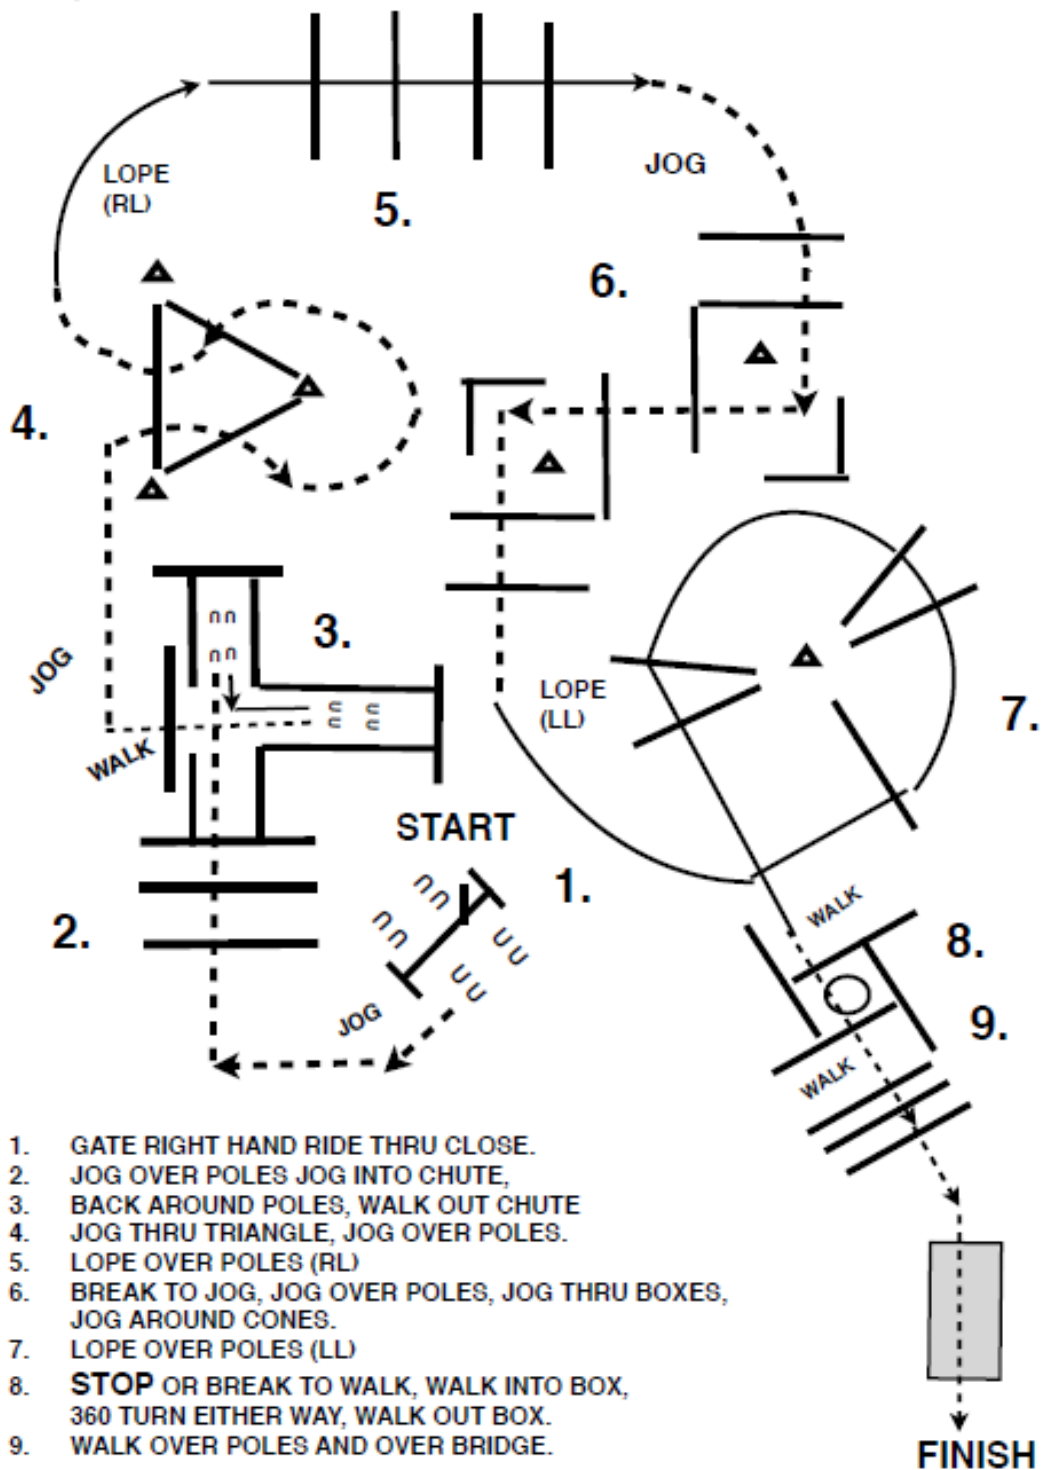 LOPE
(RL)
5.
JOG
6.
4.
3.
JOG
WALK
LOPE
(LL)
7.
START
1.
2.
JOG
WALK
8.
9.
WALK
1. GATE RIGHT HAND RIDE THRU CLOSE.
2. JOG OVER POLES JOG INTO CHUTE,
3. BACK AROUND POLES, WALK OUT CHUTE
4. JOG THRU TRIANGLE, JOG OVER POLES.
5. LOPE OVER POLES (RL)
6. BREAK TO JOG, JOG OVER POLES, JOG THRU BOXES,
JOG AROUND CONES.
7. LOPE OVER POLES (LL)
8. STOP OR BREAK TO WALK, WALK INTO BOX,
360 TURN EITHER WAY, WALK OUT BOX.
9. WALK OVER POLES AND OVER BRIDGE.
FINISH